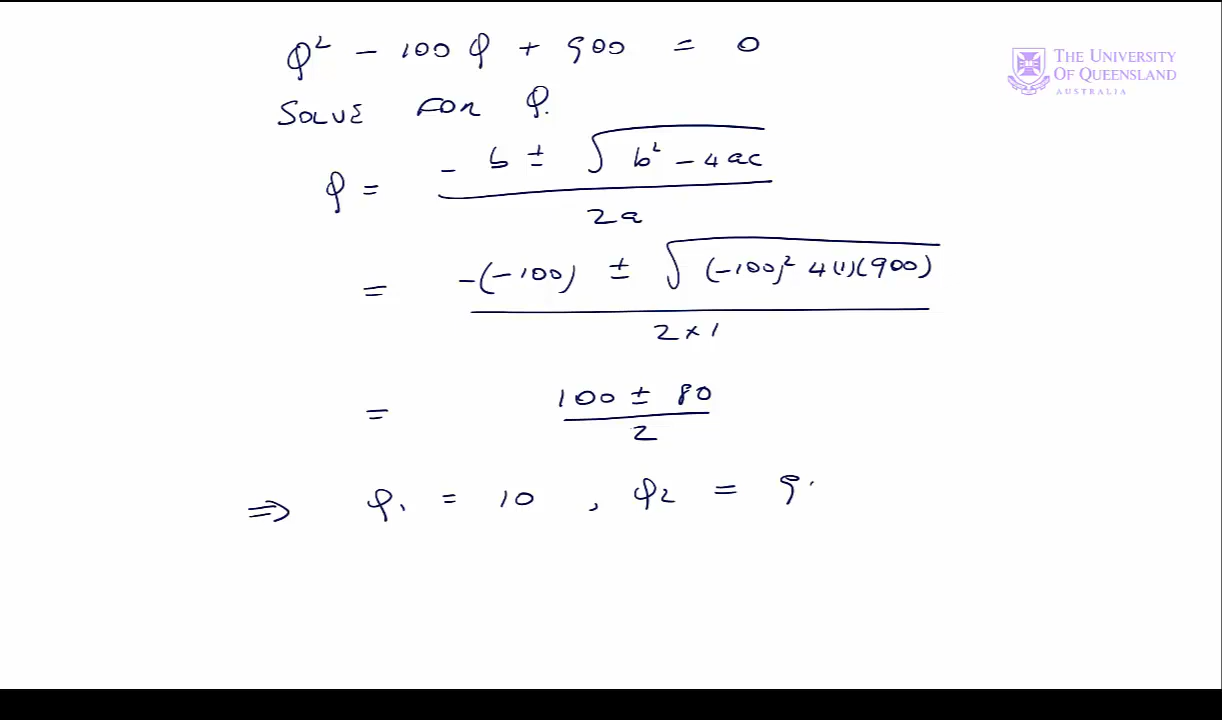 φ² - 100 φ + 900 = 0
THE UNIVERSITY
OF QUEENSLAND
AUSTRALIA
SOLVE FOR φ.
φ = (- b ± √(b² - 4ac)) / 2a
= (-(-100) ± √((-100)² 4(1)(900))) / 2 × 1
= (100 ± 80) / 2
⇒ φ₁ = 10 , φ2 = 9